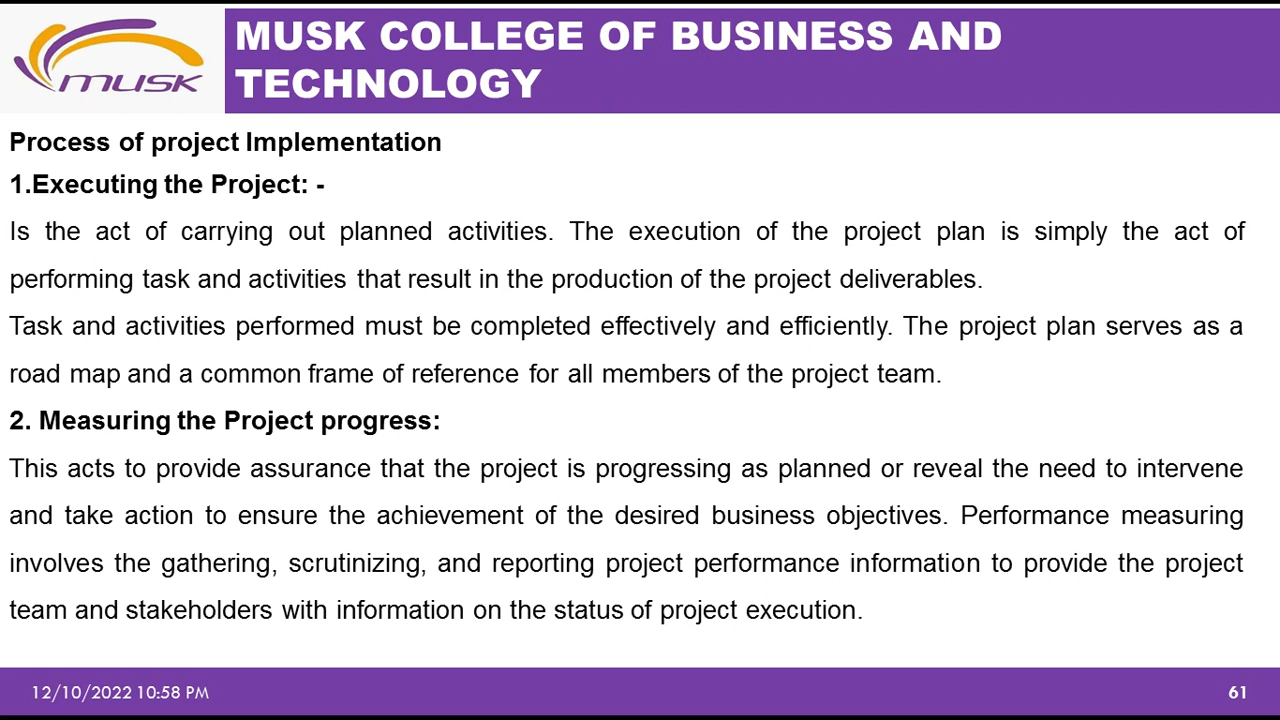 musk
MUSK COLLEGE OF BUSINESS AND
TECHNOLOGY
Process of project Implementation
1.Executing the Project: -
Is the act of carrying out planned activities. The execution of the project plan is simply the act of
performing task and activities that result in the production of the project deliverables.
Task and activities performed must be completed effectively and efficiently. The project plan serves as a
road map and a common frame of reference for all members of the project team.
2. Measuring the Project progress:
This acts to provide assurance that the project is progressing as planned or reveal the need to intervene
and take action to ensure the achievement of the desired business objectives. Performance measuring
involves the gathering, scrutinizing, and reporting project performance information to provide the project
team and stakeholders with information on the status of project execution.
12/10/2022 10:58 PM
61